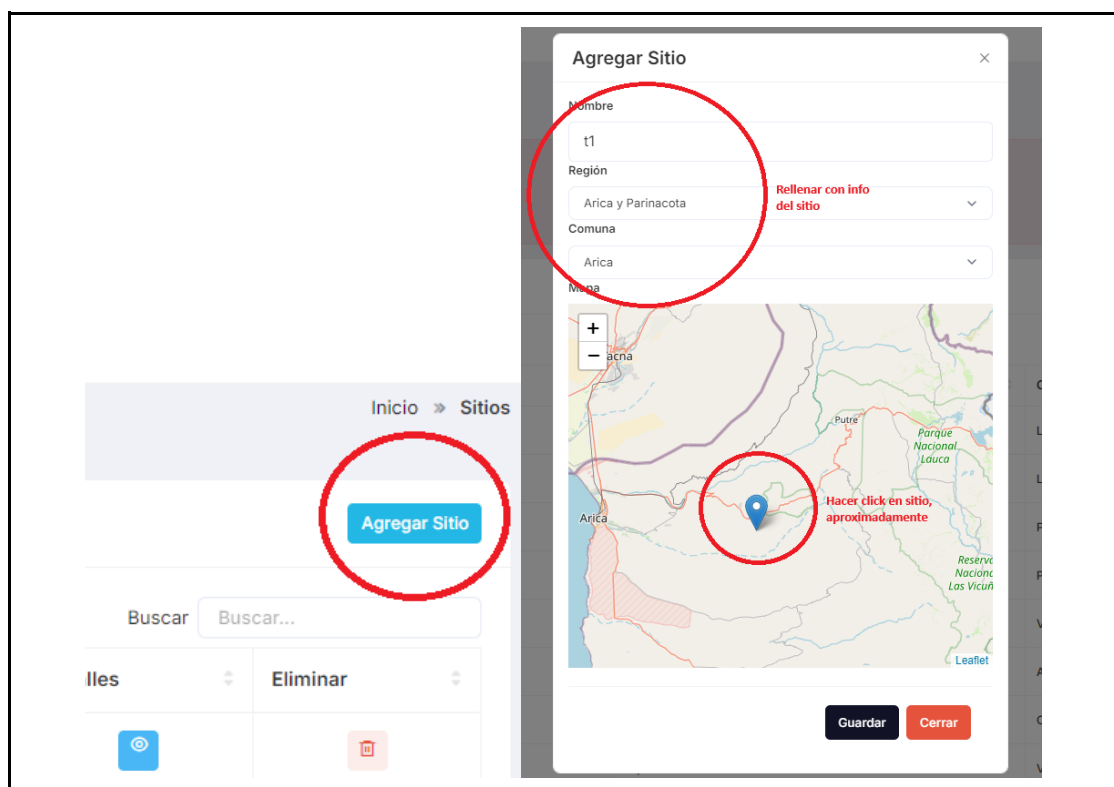 Inicio » Sitios
Agregar Sitio
Buscar Buscar...
lles Eliminar
Agregar Sitio ×
Nombre
t1
Región
Arica y Parinacota
Rellenar con info
del sitio
Comuna
Arica
Mapa
+
−
acna
Putre
Parque
Nacional
Lauca
Arica
Hacer click en sitio,
aproximadamente
Reserva
Naciona
Las Vicuñ
Leaflet
Guardar Cerrar